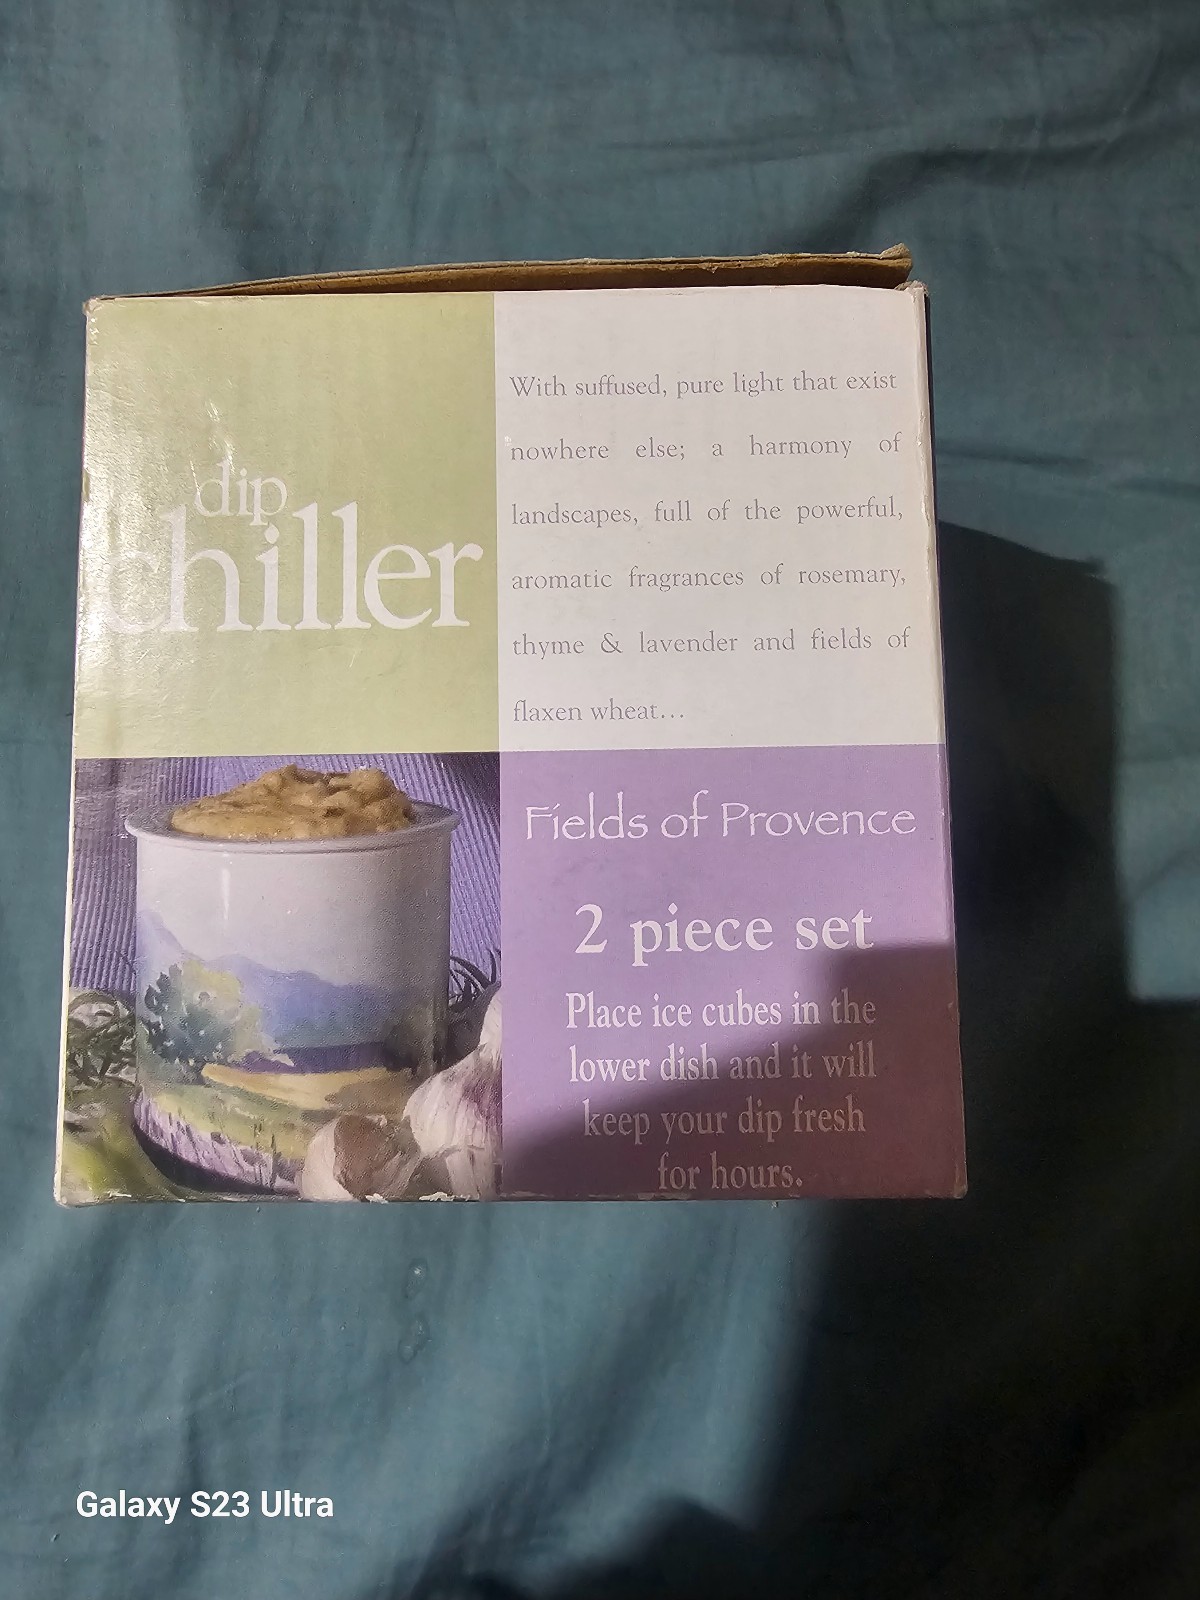 dip
chiller
With suffused, pure light that exist
nowhere else; a harmony of
landscapes, full of the powerful,
aromatic fragrances of rosemary,
thyme & lavender and fields of
flaxen wheat...
Fields of Provence
2 piece set
Place ice cubes in the
lower dish and it will
keep your dip fresh
for hours.
Galaxy S23 Ultra